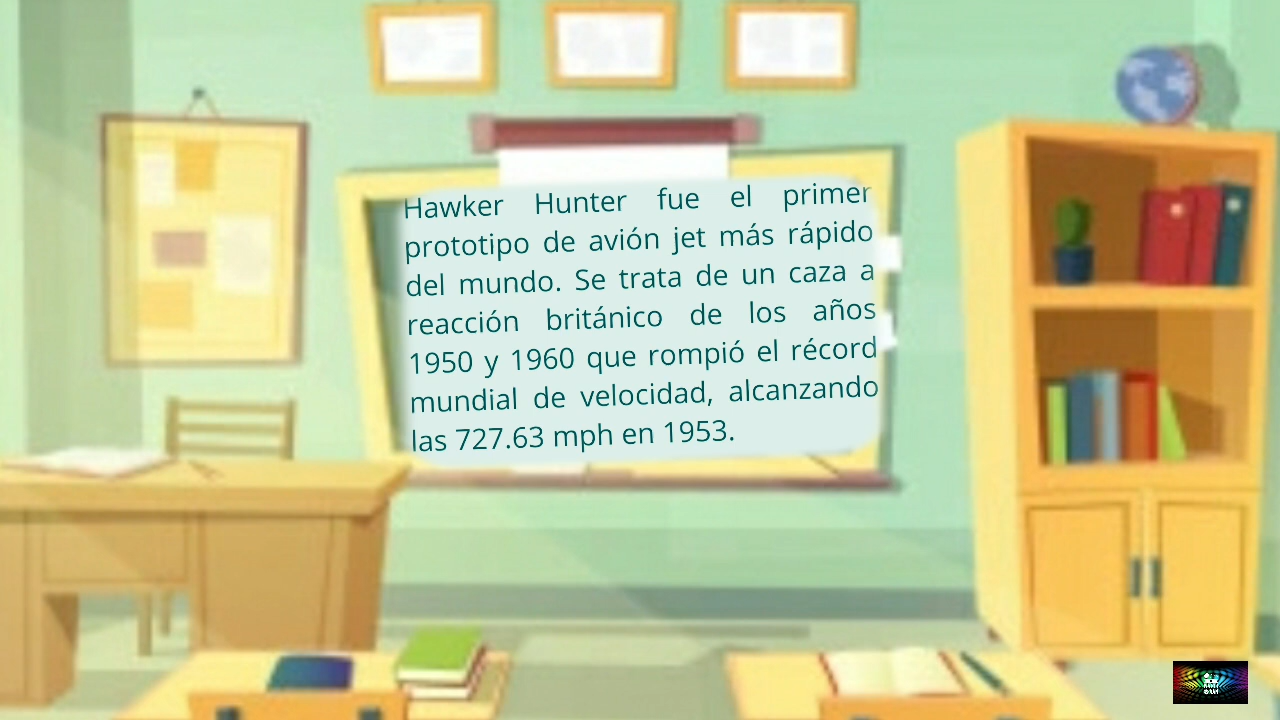 Hawker Hunter fue el primer
prototipo de avión jet más rápido
del mundo. Se trata de un caza a
reacción británico de los años
1950 y 1960 que rompió el récord
mundial de velocidad, alcanzando
las 727.63 mph en 1953.